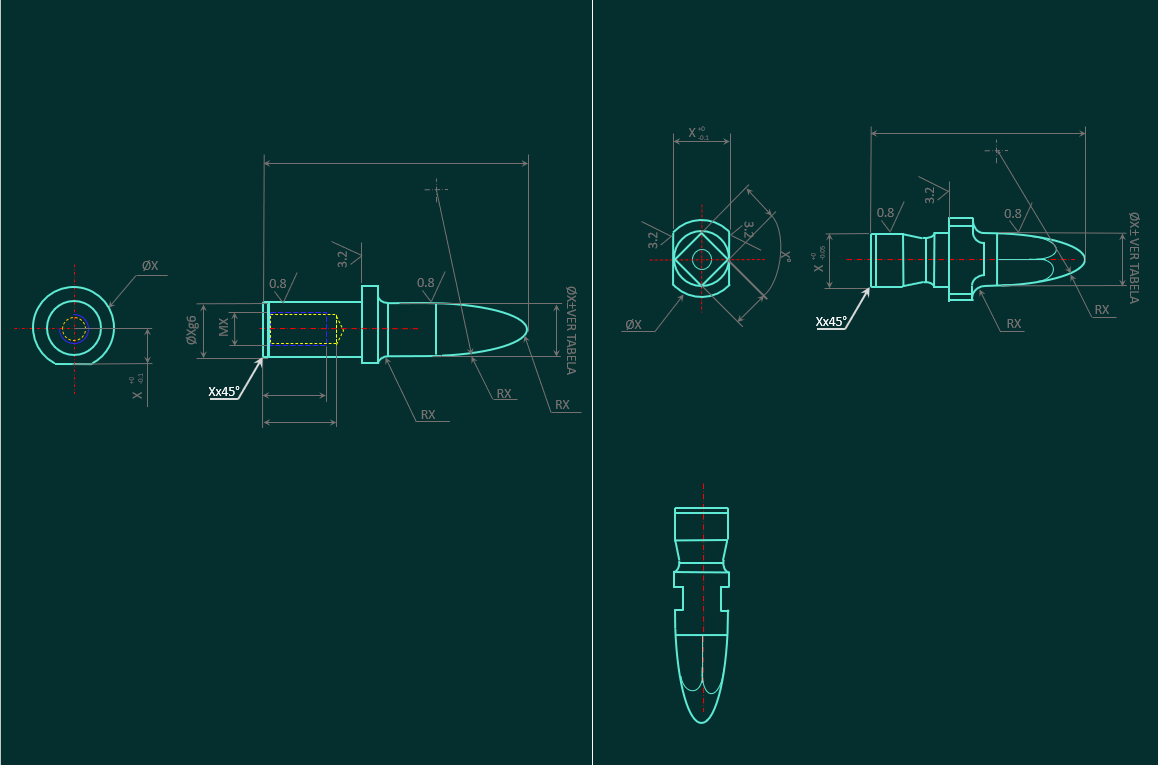 ØX
X +0 -0.1
ØXg6
MX
0.8
3.2
0.8
ØX±VER TABELA
Xx45°
RX
RX
RX
X +0 -0.1
3.2
3.2
X°
ØX
0.8
3.2
0.8
X +0 -0.05
ØX±VER TABELA
Xx45°
RX
RX